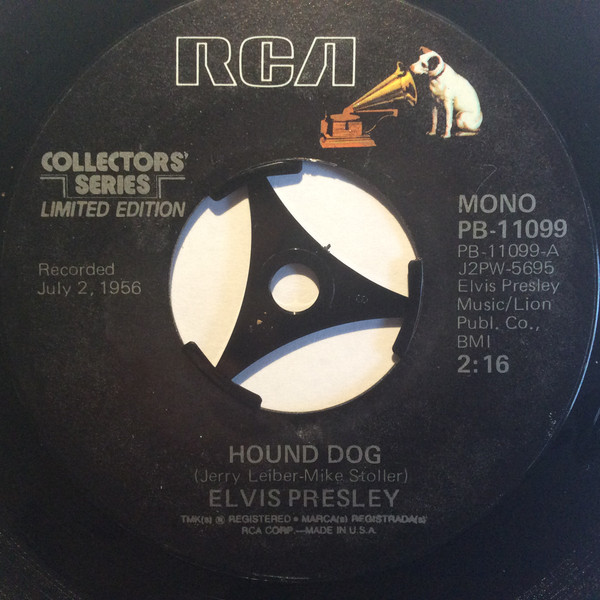 RCA
COLLECTORS'
SERIES
LIMITED EDITION
Recorded
July 2, 1956
MONO
PB-11099
PB-11099-A
J2PW-5695
Elvis Presley
Music/Lion
Publ. Co.,
BMI
2:16
HOUND DOG
(Jerry Leiber-Mike Stoller)
ELVIS PRESLEY
TMK(s) ® REGISTERED • MARCA(s) REGISTRADA(s)
RCA CORP.—MADE IN U.S.A.